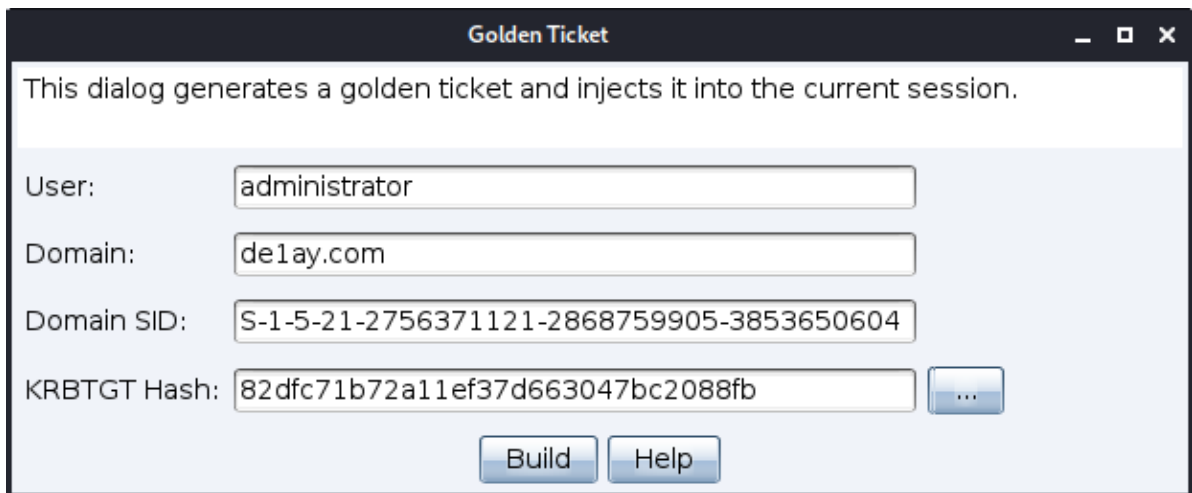 Golden Ticket
This dialog generates a golden ticket and injects it into the current session.
User: administrator
Domain: de1ay.com
Domain SID: S-1-5-21-2756371121-2868759905-3853650604
KRBTGT Hash: 82dfc71b72a11ef37d663047bc2088fb ...
Build Help